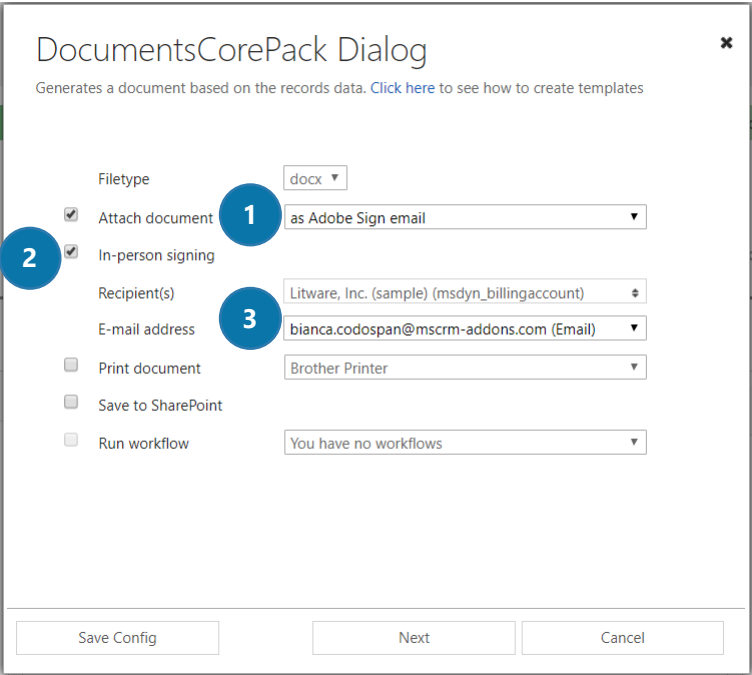 DocumentsCorePack Dialog
Generates a document based on the records data. Click here to see how to create templates
Filetype docx
Attach document 1 as Adobe Sign email
2 In-person signing
Recipient(s) Litware, Inc. (sample) (msdyn_billingaccount)
E-mail address 3 bianca.codospan@mscrm-addons.com (Email)
Print document Brother Printer
Save to SharePoint
Run workflow You have no workflows
Save Config Next Cancel